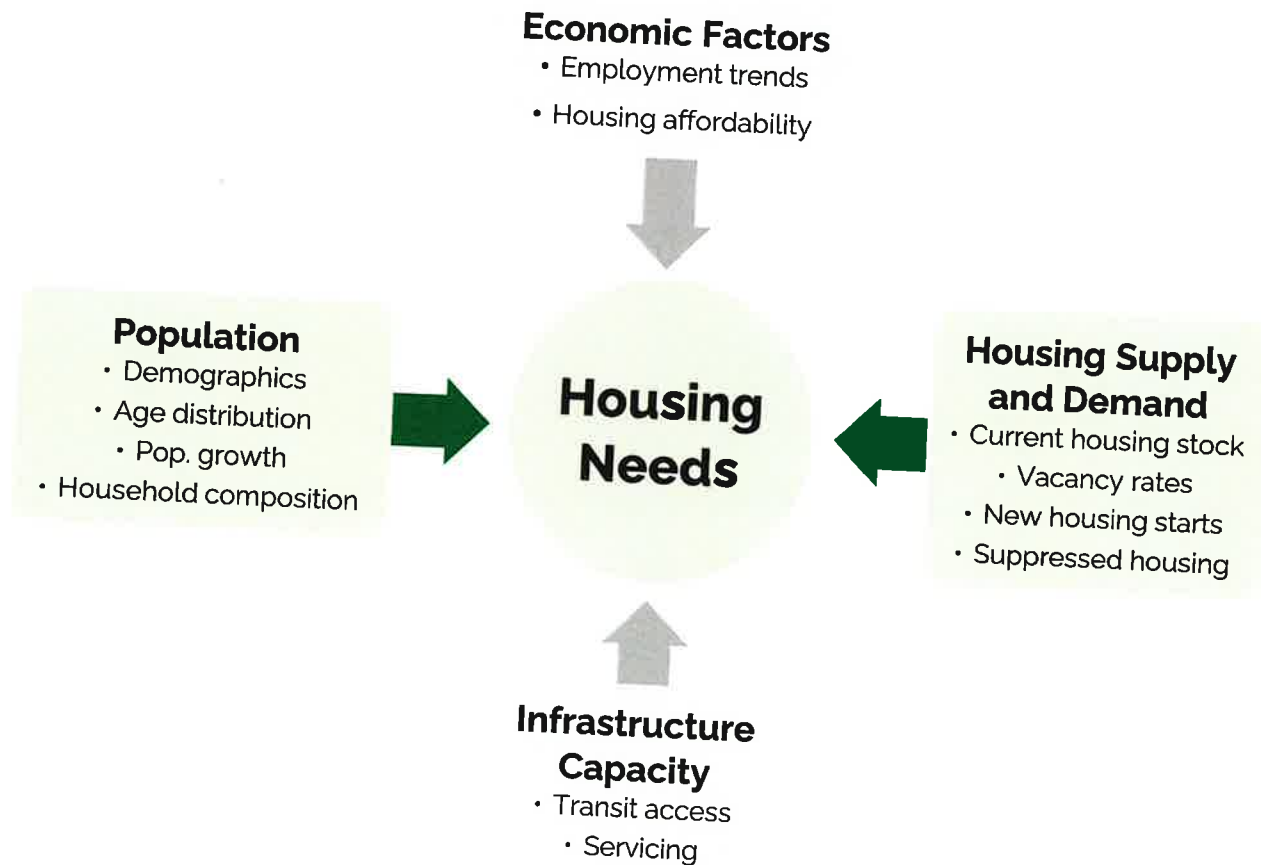 Economic Factors
• Employment trends
• Housing affordability
Population
• Demographics
• Age distribution
• Pop. growth
• Household composition
Housing
Needs
Housing Supply
and Demand
• Current housing stock
• Vacancy rates
• New housing starts
• Suppressed housing
Infrastructure
Capacity
• Transit access
• Servicing